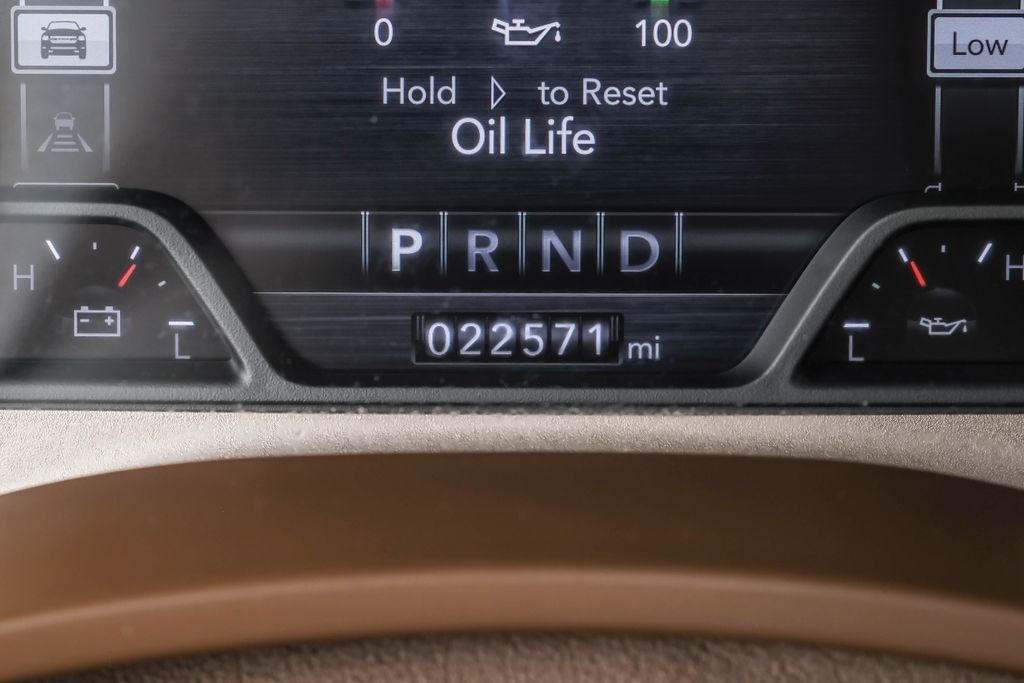 0 100
Low
Hold to Reset
Oil Life
P R N D
H
H
022571 mi
L
L